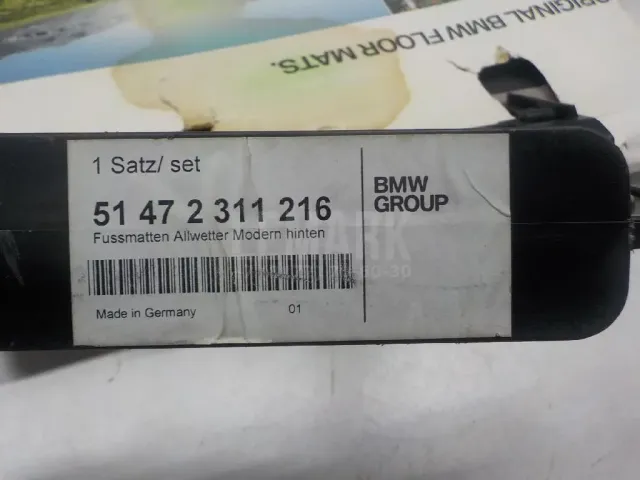 ORIGINAL BMW FLOOR MATS.
1 Satz/ set
51 47 2 311 216
Fussmatten Allwetter Modern hinten
Made in Germany
01
BMW
GROUP